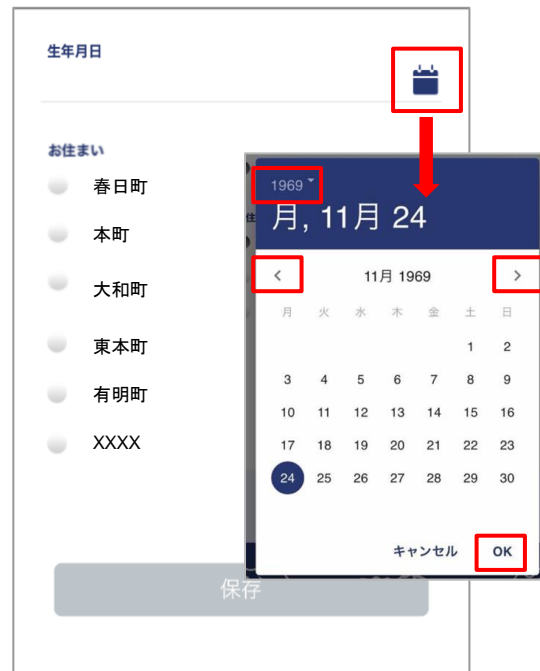 生年月日
お住まい
春日町
本町
大和町
東本町
有明町
XXXX
保存
1969
月, 11月 24
< 11月 1969 >
月 火 水 木 金 土 日
1 2
3 4 5 6 7 8 9
10 11 12 13 14 15 16
17 18 19 20 21 22 23
24 25 26 27 28 29 30
キャンセル OK